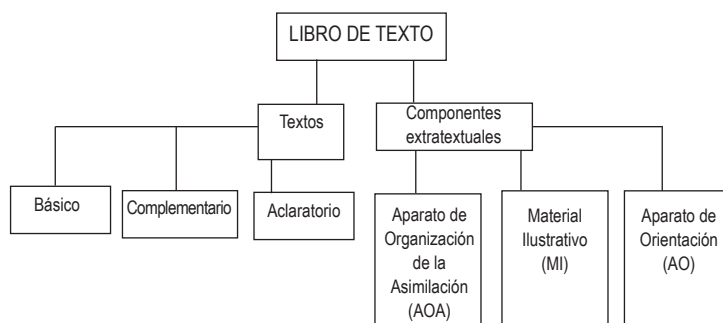 LIBRO DE TEXTO
Textos
Componentes
extratextuales
Básico
Complementario
Aclaratorio
Aparato de
Organización
de la
Asimilación
(AOA)
Material
Ilustrativo
(MI)
Aparato de
Orientación
(AO)